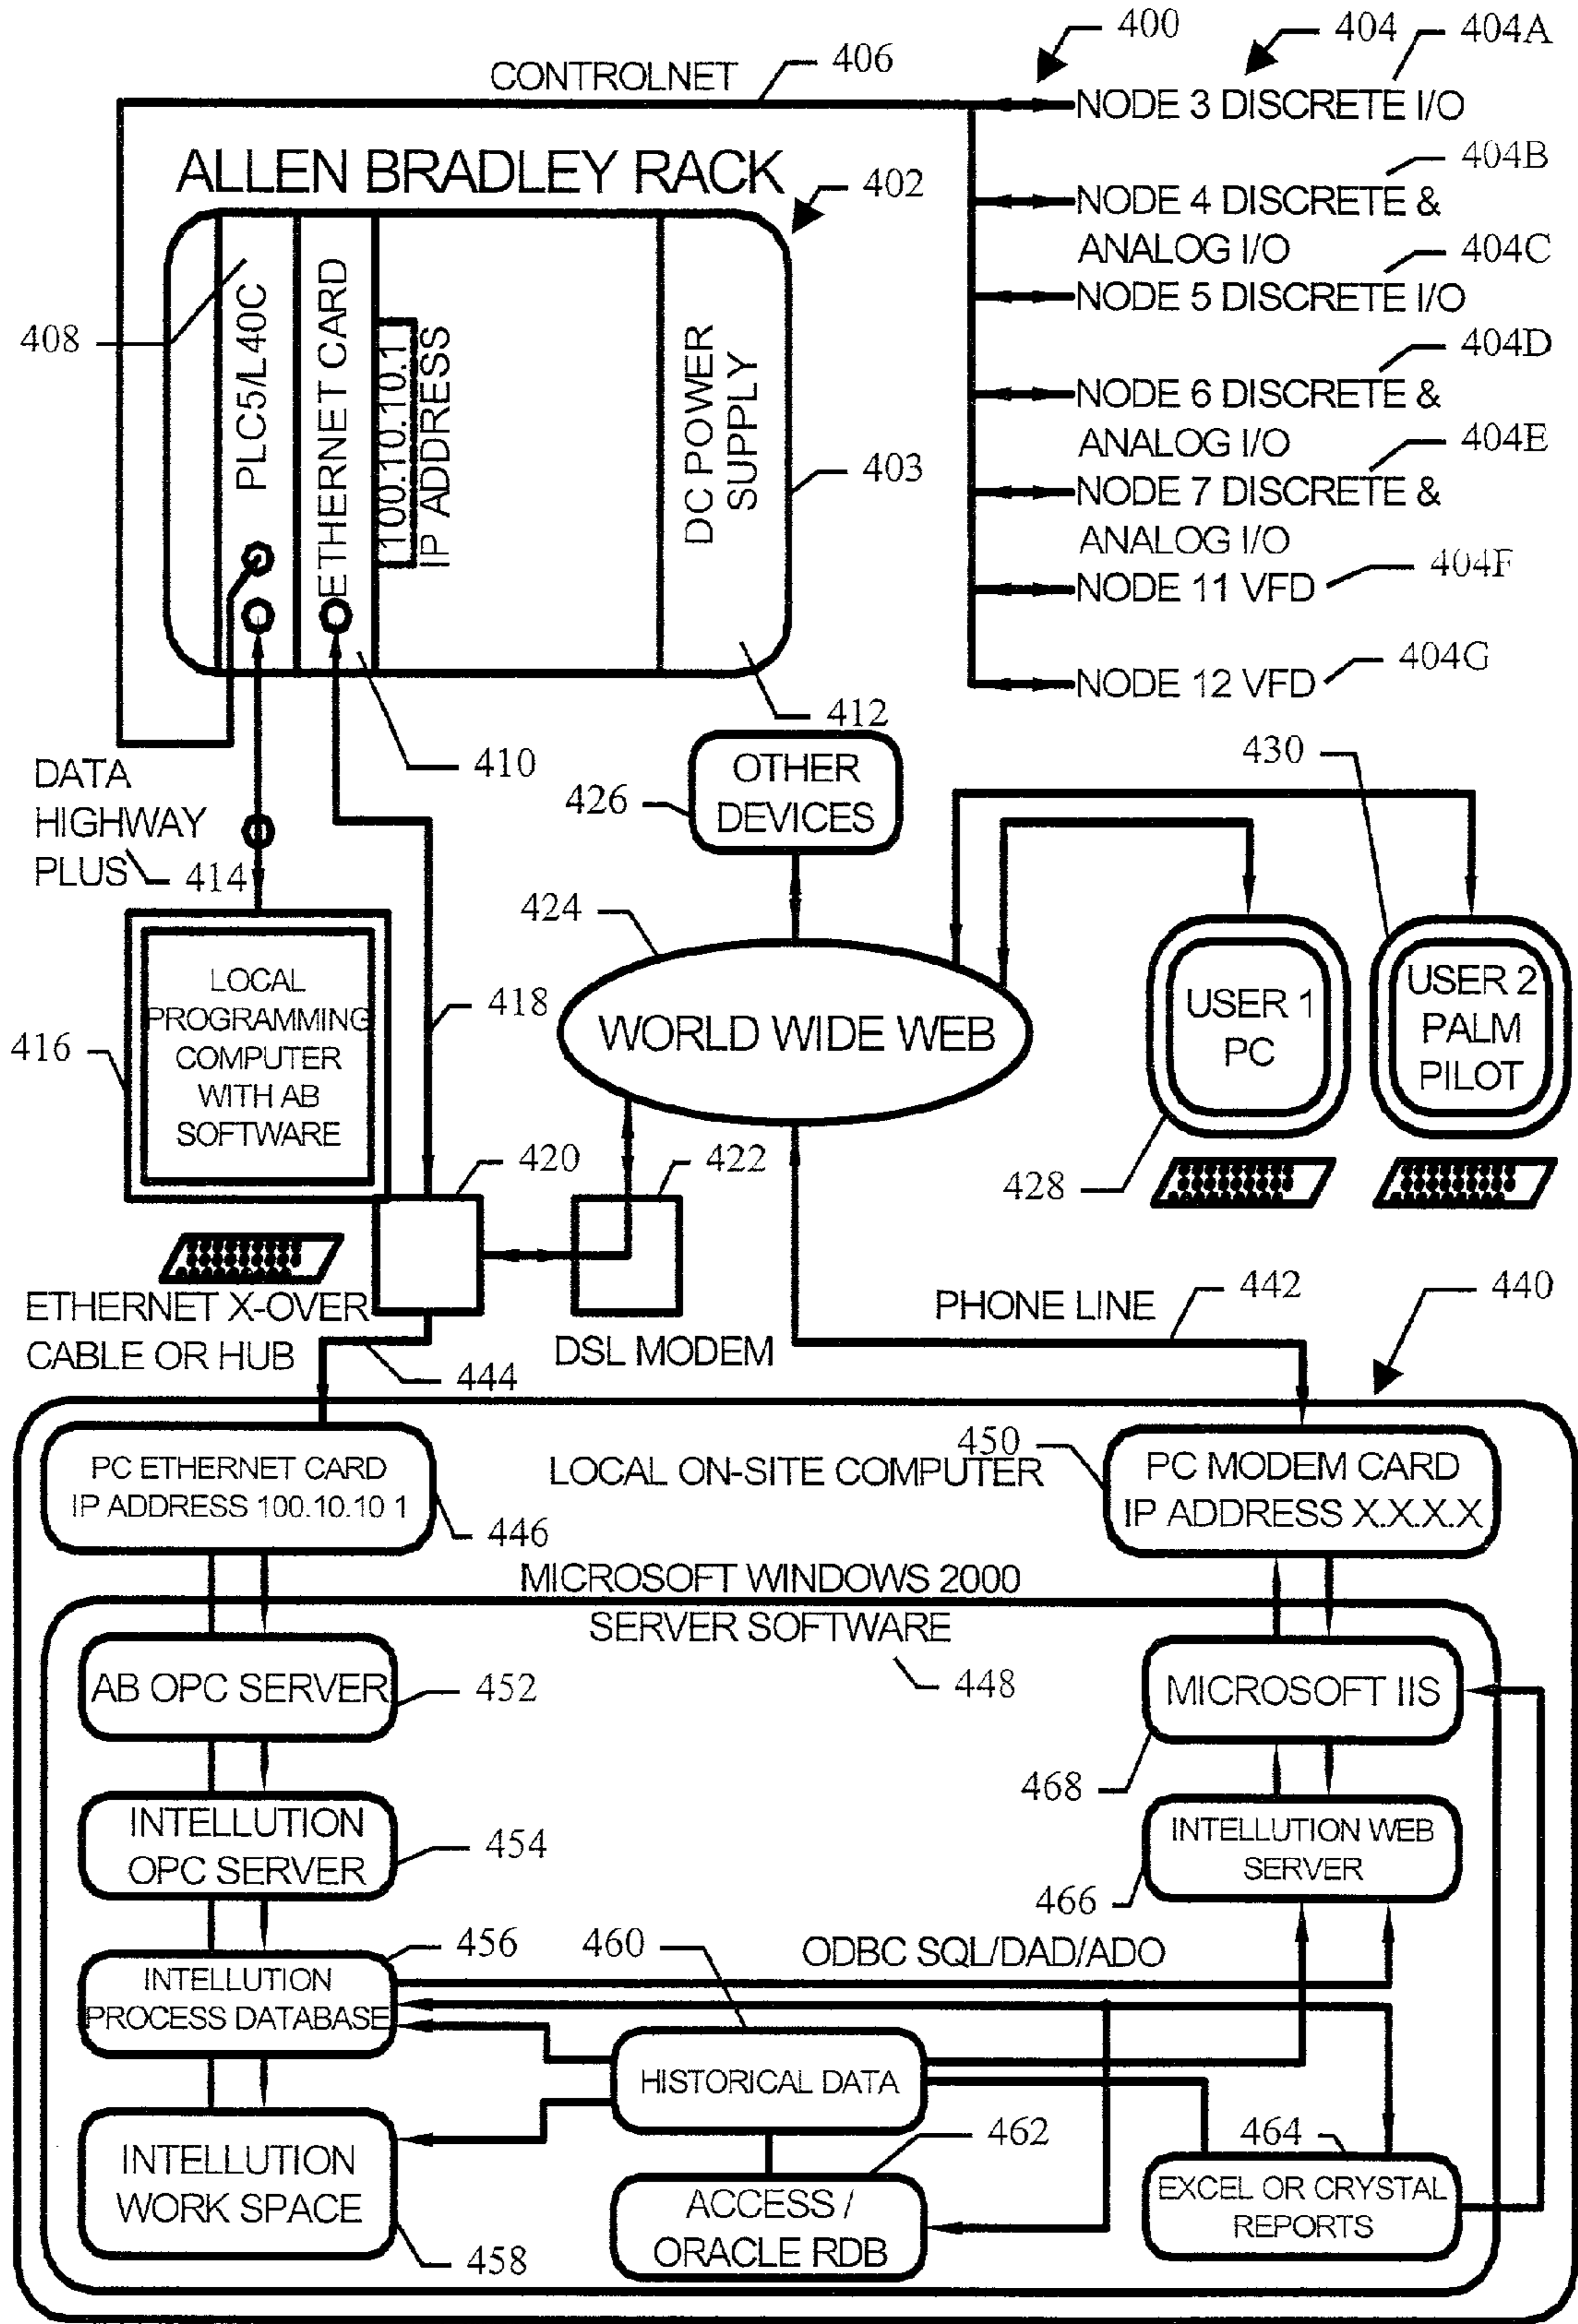 400
404
404A
CONTROLNET
406
NODE 3 DISCRETE I/O
ALLEN BRADLEY RACK
402
404B
NODE 4 DISCRETE &
ANALOG I/O
404C
NODE 5 DISCRETE I/O
404D
NODE 6 DISCRETE &
ANALOG I/O
404E
NODE 7 DISCRETE &
ANALOG I/O
404F
NODE 11 VFD
404G
NODE 12 VFD
408
PLC5/L40C
ETHERNET CARD
100.10.10.1
IP ADDRESS
DC POWER
SUPPLY
403
412
410
DATA
HIGHWAY
PLUS
414
OTHER
DEVICES
426
430
424
418
LOCAL
PROGRAMMING
COMPUTER
WITH AB
SOFTWARE
416
WORLD WIDE WEB
USER 1
PC
USER 2
PALM
PILOT
428
420
422
ETHERNET X-OVER
CABLE OR HUB
444
DSL MODEM
PHONE LINE
442
440
PC ETHERNET CARD
IP ADDRESS 100.10.10 1
446
450
LOCAL ON-SITE COMPUTER
PC MODEM CARD
IP ADDRESS X.X.X.X
MICROSOFT WINDOWS 2000
SERVER SOFTWARE
448
AB OPC SERVER
452
MICROSOFT IIS
468
INTELLUTION
OPC SERVER
454
INTELLUTION WEB
SERVER
466
456
460
ODBC SQL/DAD/ADO
INTELLUTION
PROCESS DATABASE
HISTORICAL DATA
462
464
INTELLUTION
WORK SPACE
458
ACCESS /
ORACLE RDB
EXCEL OR CRYSTAL
REPORTS